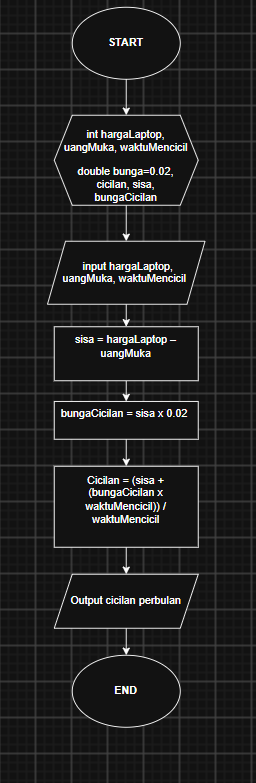 START
int hargaLaptop,
uangMuka, waktuMencicil
double bunga=0.02,
cicilan, sisa,
bungaCicilan
input hargaLaptop,
uangMuka, waktuMencicil
sisa = hargaLaptop –
uangMuka
bungaCicilan = sisa x 0.02
Cicilan = (sisa +
(bungaCicilan x
waktuMencicil)) /
waktuMencicil
Output cicilan perbulan
END